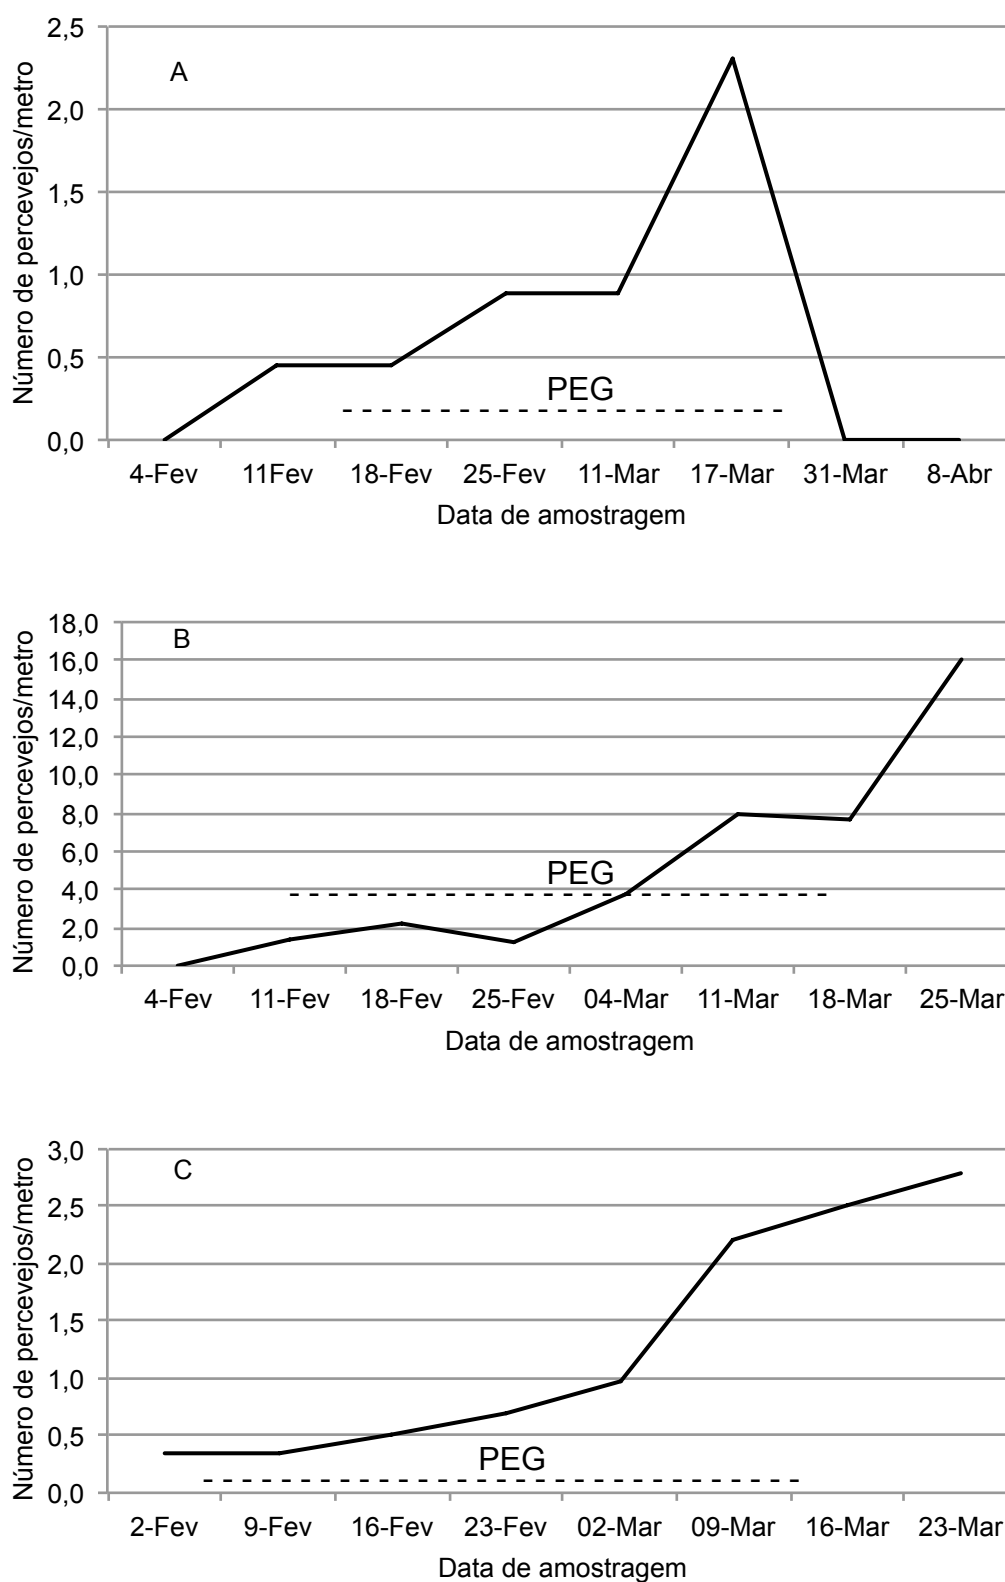 2,5
A
2,0
1,5
1,0
0,5
0,0
Número de percevejos/metro
PEG
4-Fev 11Fev 18-Fev 25-Fev 11-Mar 17-Mar 31-Mar 8-Abr
Data de amostragem
18,0
B
16,0
14,0
12,0
10,0
8,0
6,0
4,0
2,0
0,0
Número de percevejos/metro
PEG
4-Fev 11-Fev 18-Fev 25-Fev 04-Mar 11-Mar 18-Mar 25-Mar
Data de amostragem
3,0
C
2,5
2,0
1,5
1,0
0,5
0,0
Número de percevejos/metro
PEG
2-Fev 9-Fev 16-Fev 23-Fev 02-Mar 09-Mar 16-Mar 23-Mar
Data de amostragem